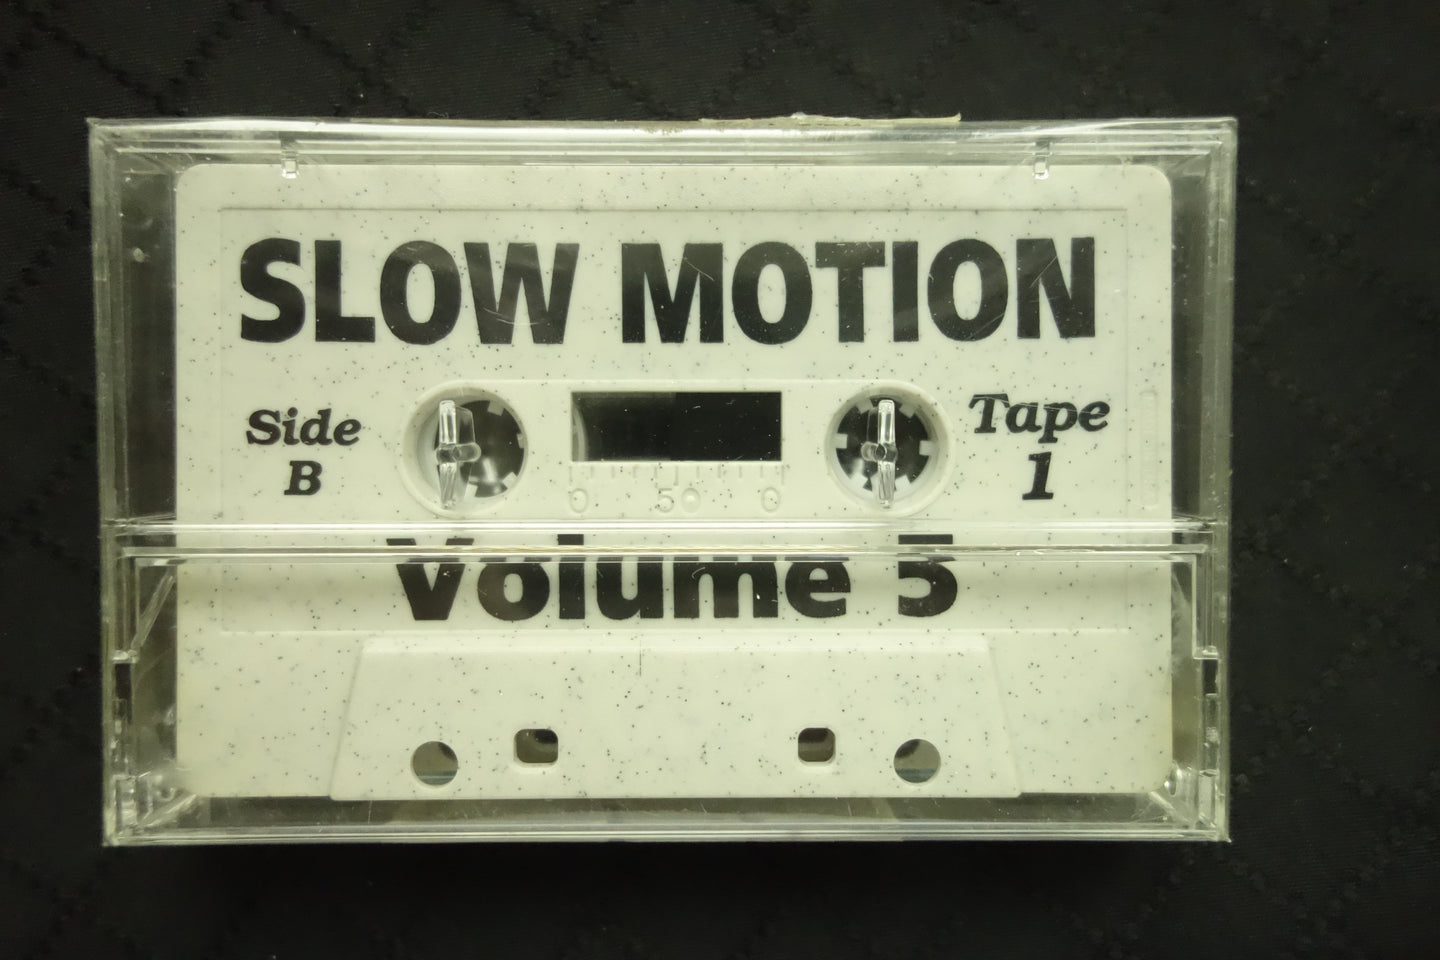 SLOW MOTION
Side
B
Tape
1
0 50 0
Volume 5